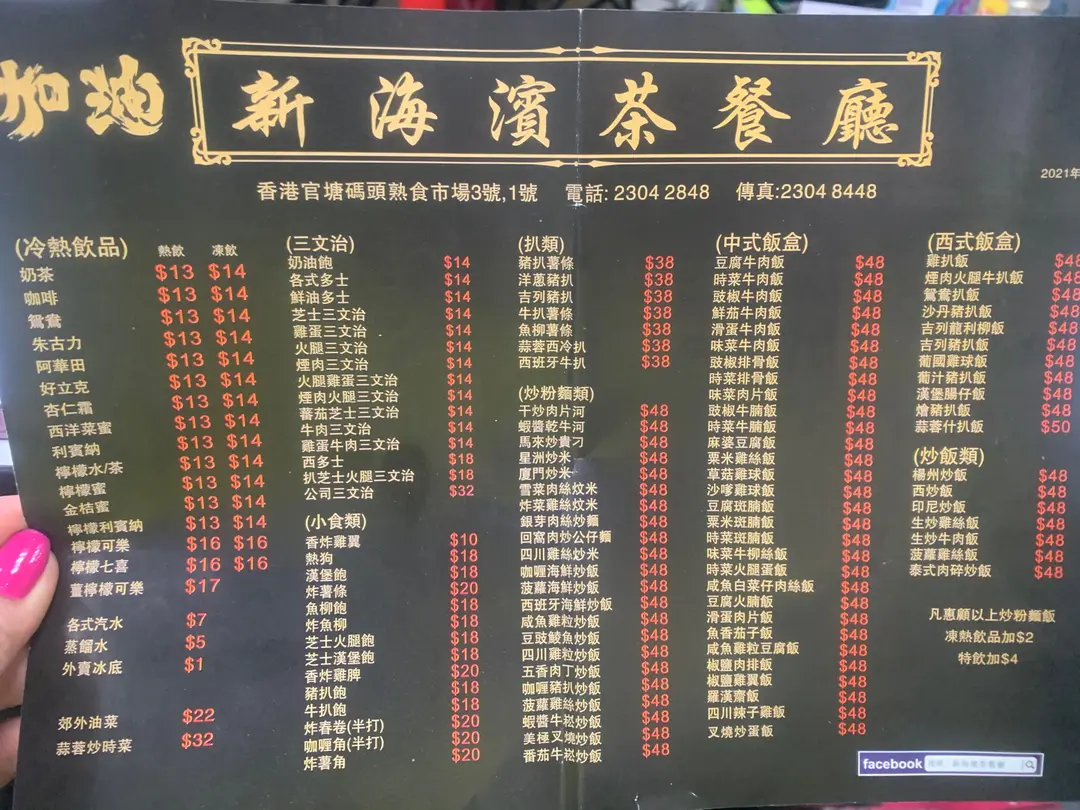 加油
新海濱茶餐廳
香港官塘碼頭熟食市場3號,1號 電話: 2304 2848 傳真:2304 8448
2021年
(冷熱飲品) 熱飲 凍飲
奶茶 $13 $14
咖啡 $13 $14
鴛鴦 $13 $14
朱古力 $13 $14
阿華田 $13 $14
好立克 $13 $14
杏仁霜 $13 $14
西洋菜蜜 $13 $14
利賓納 $13 $14
檸檬水/茶 $13 $14
檸檬蜜 $13 $14
金桔蜜 $13 $14
檸檬利賓納 $13 $14
檸檬可樂 $16 $16
檸檬七喜 $16 $16
薑檸檬可樂 $17
各式汽水 $7
蒸餾水 $5
外賣冰底 $1
郊外油菜 $22
蒜蓉炒時菜 $32
(三文治)
奶油飽 $14
各式多士 $14
鮮油多士 $14
芝士三文治 $14
雞蛋三文治 $14
火腿三文治 $14
煙肉三文治 $14
火腿雞蛋三文治 $14
煙肉火腿三文治 $14
蕃茄芝士三文治 $14
牛肉三文治 $14
雞蛋牛肉三文治 $14
西多士 $18
扒芝士火腿三文治 $18
公司三文治 $32
(小食類)
香炸雞翼 $10
熱狗 $18
漢堡飽 $18
炸薯條 $20
魚柳飽 $18
炸魚柳 $18
芝士火腿飽 $18
芝士漢堡飽 $18
香炸雞脾 $20
豬扒飽 $18
牛扒飽 $18
炸春卷(半打) $20
咖喱角(半打) $20
炸薯角 $20
(扒類)
豬扒薯條 $38
洋蔥豬扒 $38
吉列豬扒 $38
牛扒薯條 $38
魚柳薯條 $38
蒜蓉西冷扒 $38
西班牙牛扒 $38
(炒粉麵類)
干炒肉片河 $48
蝦醬乾牛河 $48
馬來炒貴刁 $48
星洲炒米 $48
廈門炒米 $48
雪菜肉絲炆米 $48
炸菜雞絲炆米 $48
銀芽肉絲炒麵 $48
回窩肉炒公仔麵 $48
四川雞絲炒米 $48
咖喱海鮮炒飯 $48
菠蘿海鮮炒飯 $48
西班牙海鮮炒飯 $48
咸魚雞粒炒飯 $48
豆豉鯪魚炒飯 $48
四川雞粒炒飯 $48
五香肉丁炒飯 $48
咖喱豬扒炒飯 $48
菠蘿雞絲炒飯 $48
蝦醬牛崧炒飯 $48
美極叉燒炒飯 $48
番茄牛崧炒飯 $48
(中式飯盒)
豆腐牛肉飯 $48
時菜牛肉飯 $48
豉椒牛肉飯 $48
鮮茄牛肉飯 $48
滑蛋牛肉飯 $48
味菜牛肉飯 $48
豉椒排骨飯 $48
時菜排骨飯 $48
味菜肉片飯 $48
豉椒牛腩飯 $48
時菜牛腩飯 $48
麻婆豆腐飯 $48
粟米雞絲飯 $48
草菇雞球飯 $48
沙嗲雞球飯 $48
豆腐斑腩飯 $48
粟米斑腩飯 $48
時菜斑腩飯 $48
味菜牛柳絲飯 $48
時菜火腿蛋飯 $48
咸魚白菜仔肉絲飯 $48
豆腐火腩飯 $48
滑蛋肉片飯 $48
魚香茄子飯 $48
咸魚雞粒豆腐飯 $48
椒鹽肉排飯 $48
椒鹽雞翼飯 $48
羅漢齋飯 $48
四川辣子雞飯 $48
叉燒炒蛋飯 $48
(西式飯盒)
雞扒飯 $48
煙肉火腿牛扒飯 $48
鴛鴦扒飯 $48
沙丹豬扒飯 $48
吉列龍利柳飯 $48
吉列豬扒飯 $48
葡國雞球飯 $48
葡汁豬扒飯 $48
漢堡腸仔飯 $48
燴豬扒飯 $48
蒜蓉什扒飯 $50
(炒飯類)
楊州炒飯 $48
西炒飯 $48
印尼炒飯 $48
生炒雞絲飯 $48
生炒牛肉飯 $48
菠蘿雞絲飯 $48
泰式肉碎炒飯 $48
凡惠顧以上炒粉麵飯
凍熱飲品加$2
特飲加$4
facebook